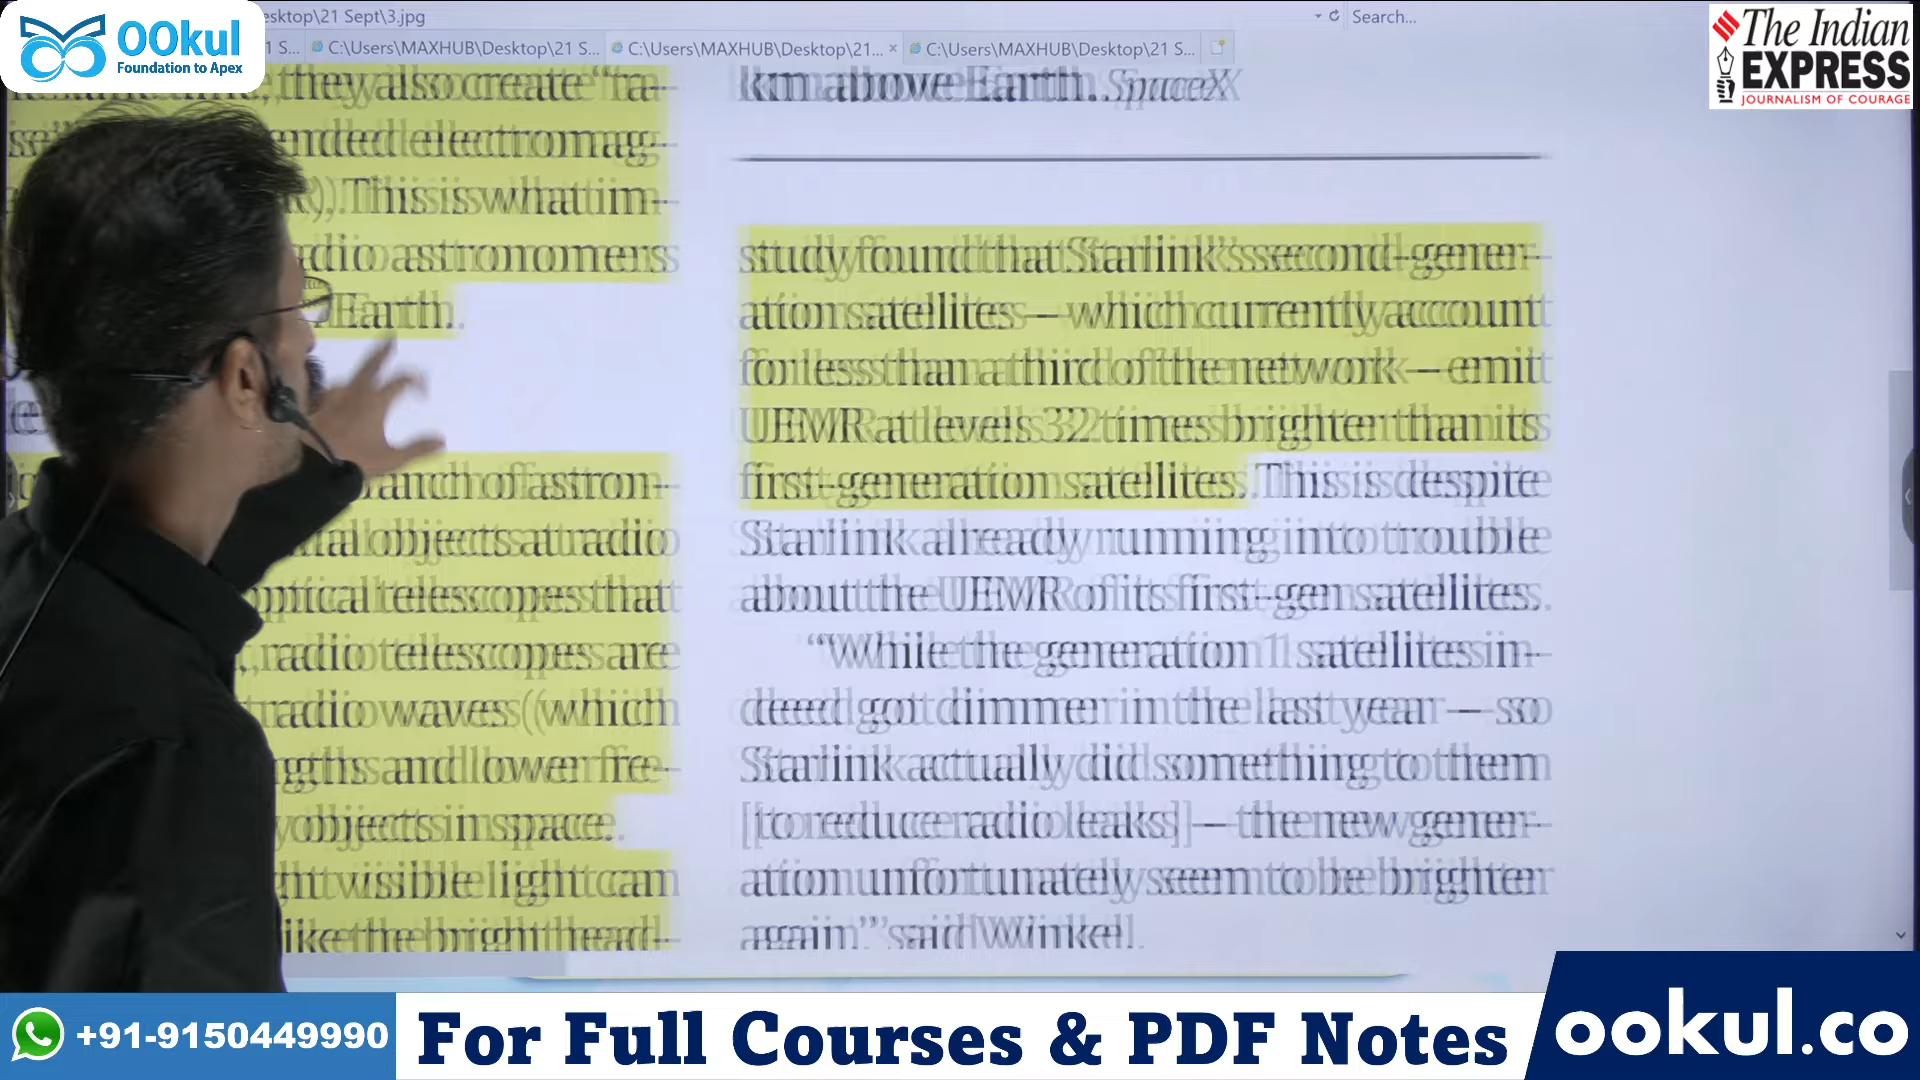 OOkul
Foundation to Apex
esktop\21 Sept\3.jpg
Search...
1 S...
C:\Users\MAXHUB\Desktop\21 S...
C:\Users\MAXHUB\Desktop\21...
C:\Users\MAXHUB\Desktop\21 S...
The Indian
EXPRESS
JOURNALISM OF COURAGE
they also create “ra-
ended electromag-
R). This is what im-
adio astronomers
Earth.
ranch of astron-
objects at radio
optical telescopes that
, radio telescopes are
radio waves (which
gths and lower fre-
objects in space.
visible light can
like the bright head-
km above Earth. SpaceX
study found that Starlink’s second-gener-
ation satellites — which currently account
for less than a third of the network — emit
UEMR at levels 32 times brighter than its
first-generation satellites. This is despite
Starlink already running into trouble
about the UEMR of its first-gen satellites.
“While the generation 1 satellites in-
deed got dimmer in the last year — so
Starlink actually did something to them
[to reduce radio leaks] — the new gener-
ation unfortunately seem to be brighter
again” said Winkel.
+91-9150449990
For Full Courses & PDF Notes
ookul.co